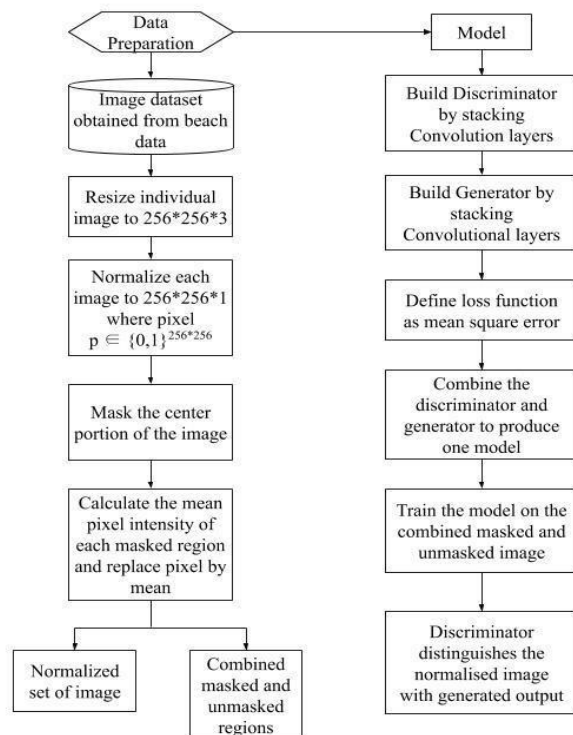 Data
Preparation
Image dataset
obtained from beach
data
Resize individual
image to 256*256*3
Normalize each
image to 256*256*1
where pixel
p ∈ {0,1}^256*256
Mask the center
portion of the image
Calculate the mean
pixel intensity of
each masked region
and replace pixel by
mean
Normalized
set of image
Combined
masked and
unmasked
regions
Model
Build Discriminator
by stacking
Convolution layers
Build Generator by
stacking
Convolutional layers
Define loss function
as mean square error
Combine the
discriminator and
generator to produce
one model
Train the model on the
combined masked and
unmasked image
Discriminator
distinguishes the
normalised image
with generated output